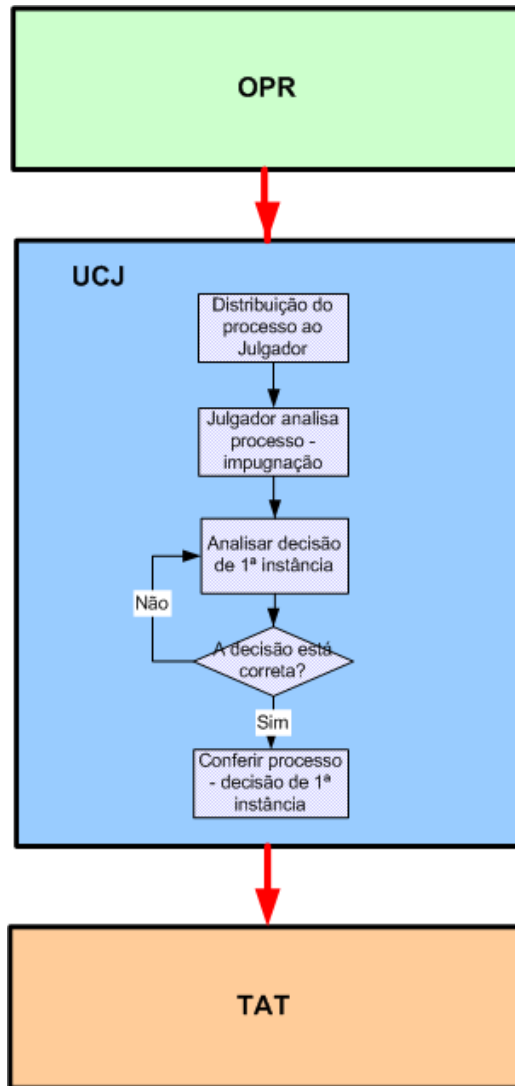 OPR
UCJ
Distribuição do
processo ao
Julgador
Julgador analisa
processo -
impugnação
Analisar decisão
de 1ª instância
Não
A decisão está
correta?
Sim
Conferir processo
- decisão de 1ª
instância
TAT